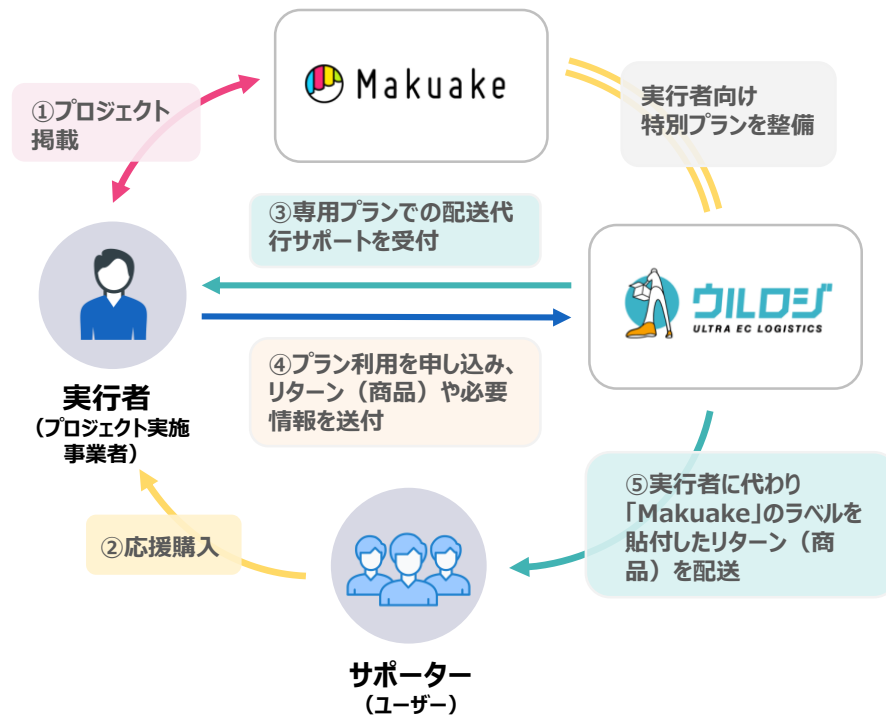 Makuake
①プロジェクト
掲載
実行者向け
特別プランを整備
③専用プランでの配送代
行サポートを受付
ウルロジ
ULTRA EC LOGISTICS
④プラン利用を申し込み、
リターン（商品）や必要
情報を送付
実行者
（プロジェクト実施
事業者）
②応援購入
⑤実行者に代わり
「Makuake」のラベルを
貼付したリターン（商
品）を配送
サポーター
（ユーザー）